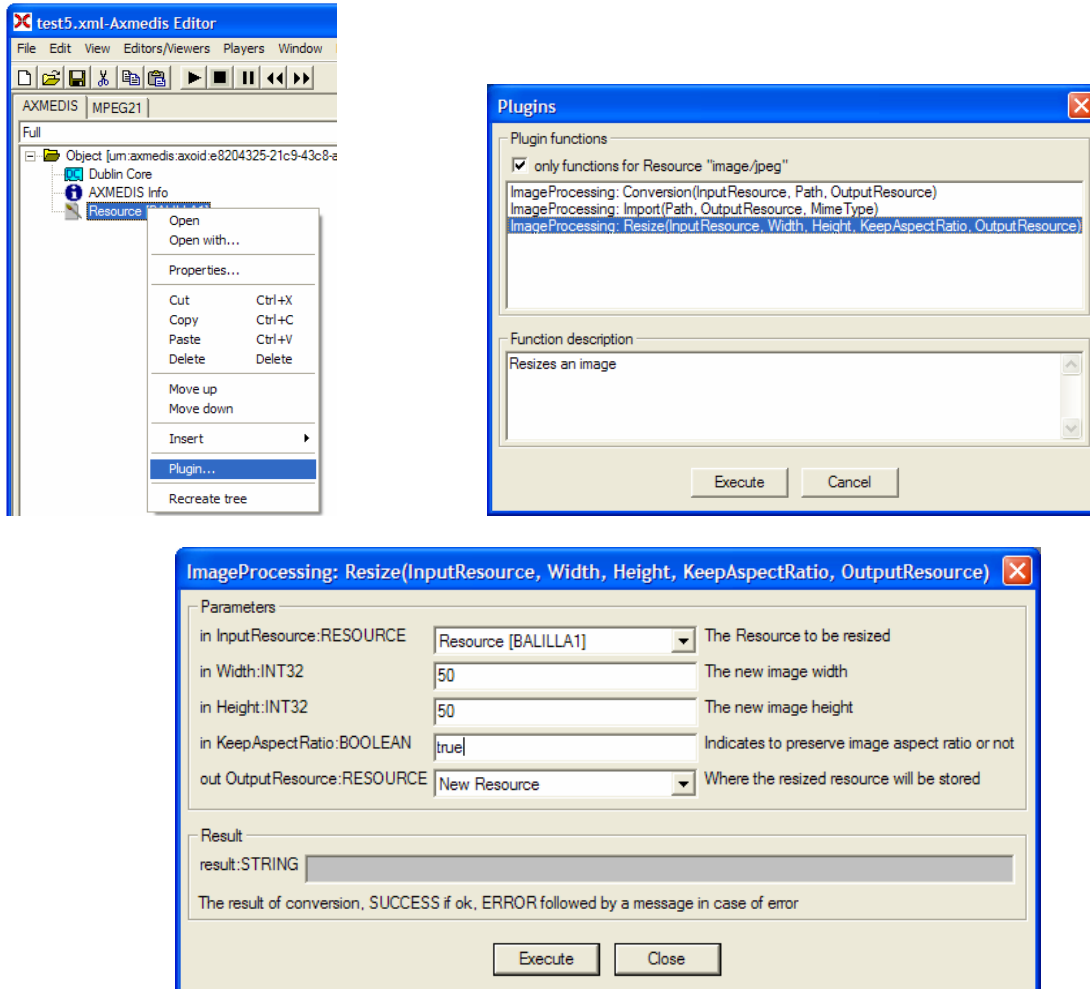 test5.xml-Axmedis Editor
File Edit View Editors/Viewers Players Window
AXMEDIS MPEG21
Full
Object [urn:axmedis:axoid:e8204325-21c9-43c8-a
Dublin Core
AXMEDIS Info
Resource
Open
Open with...
Properties...
Cut Ctrl+X
Copy Ctrl+C
Paste Ctrl+V
Delete Delete
Move up
Move down
Insert
Plugin...
Recreate tree
Plugins
Plugin functions
only functions for Resource "image/jpeg"
ImageProcessing: Conversion(InputResource, Path, OutputResource)
ImageProcessing: Import(Path, OutputResource, MimeType)
ImageProcessing: Resize(InputResource, Width, Height, KeepAspectRatio, OutputResource)
Function description
Resizes an image
Execute Cancel
ImageProcessing: Resize(InputResource, Width, Height, KeepAspectRatio, OutputResource)
Parameters
in InputResource:RESOURCE Resource [BALILLA1] The Resource to be resized
in Width:INT32 50 The new image width
in Height:INT32 50 The new image height
in KeepAspectRatio:BOOLEAN true Indicates to preserve image aspect ratio or not
out OutputResource:RESOURCE New Resource Where the resized resource will be stored
Result
result:STRING
The result of conversion, SUCCESS if ok, ERROR followed by a message in case of error
Execute Close